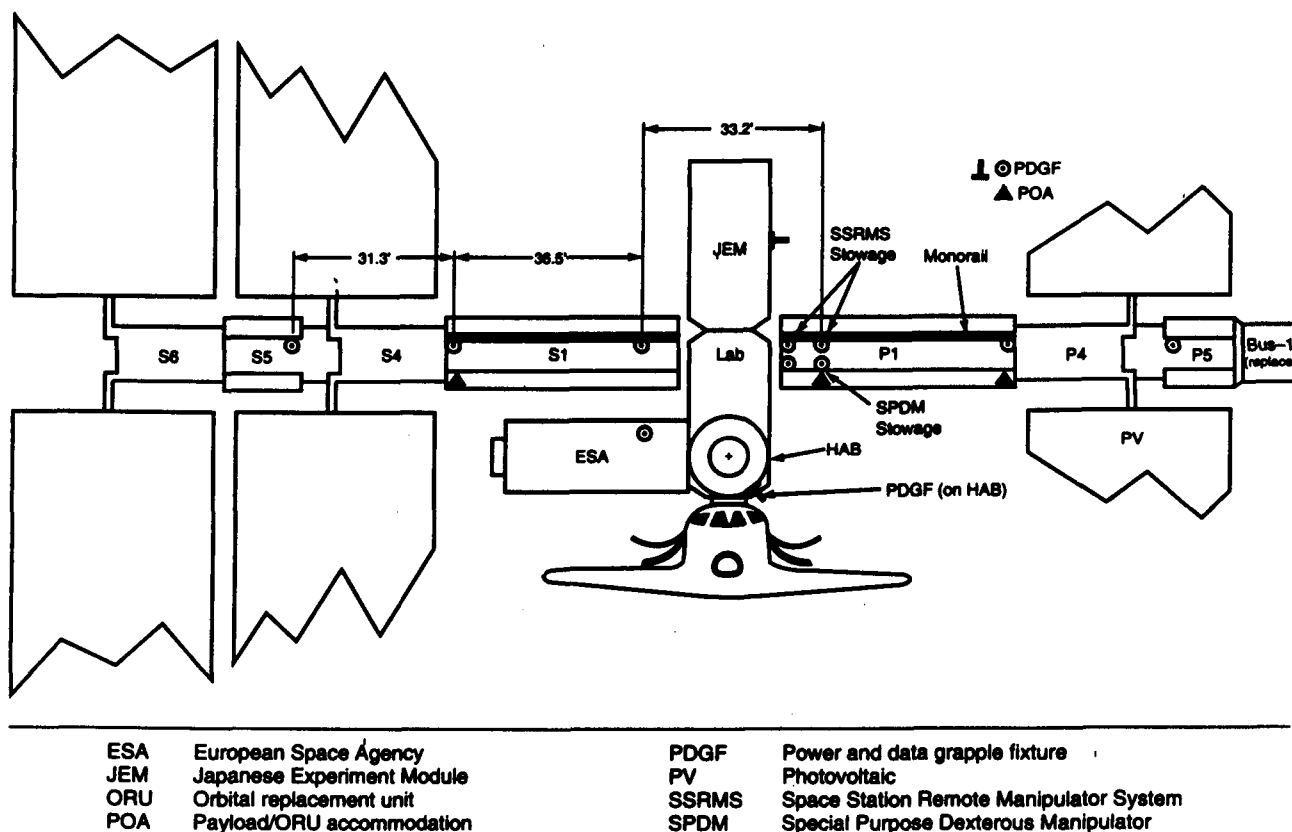 33.2'
⊙ PDGF
▲ POA
JEM
SSRMS
Stowage
Monorail
31.3'
36.5'
S6
S5
S4
S1
Lab
P1
P4
P5
Bus-1
(replace
SPDM
Stowage
ESA
HAB
PV
PDGF (on HAB)
ESA European Space Agency
JEM Japanese Experiment Module
ORU Orbital replacement unit
POA Payload/ORU accommodation
PDGF Power and data grapple fixture
PV Photovoltaic
SSRMS Space Station Remote Manipulator System
SPDM Special Purpose Dexterous Manipulator